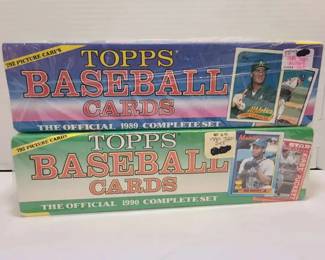 792 PICTURE CARDS
TOPPS
BASEBALL
CARDS
THE OFFICIAL 1989 COMPLETE SET
792 PICTURE CARDS
TOPPS
BASEBALL
CARDS
THE OFFICIAL 1990 COMPLETE SET